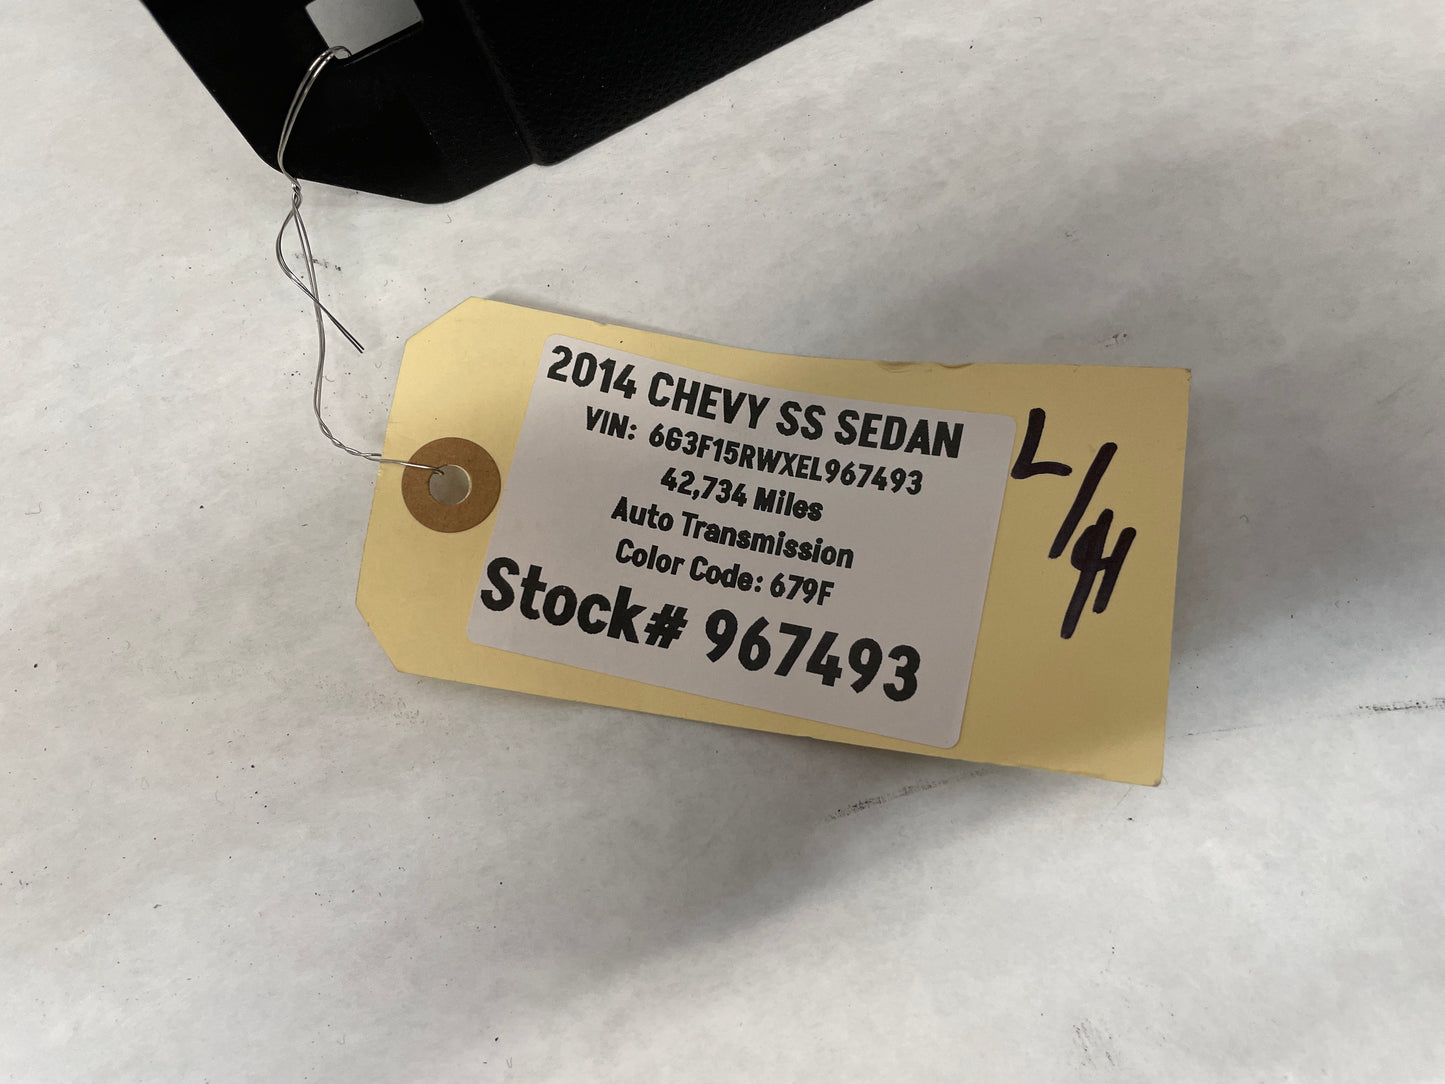 2014 CHEVY SS SEDAN
VIN: 6G3F15RWXEL967493
42,734 Miles
Auto Transmission
Color Code: 679F
Stock# 967493
L/H